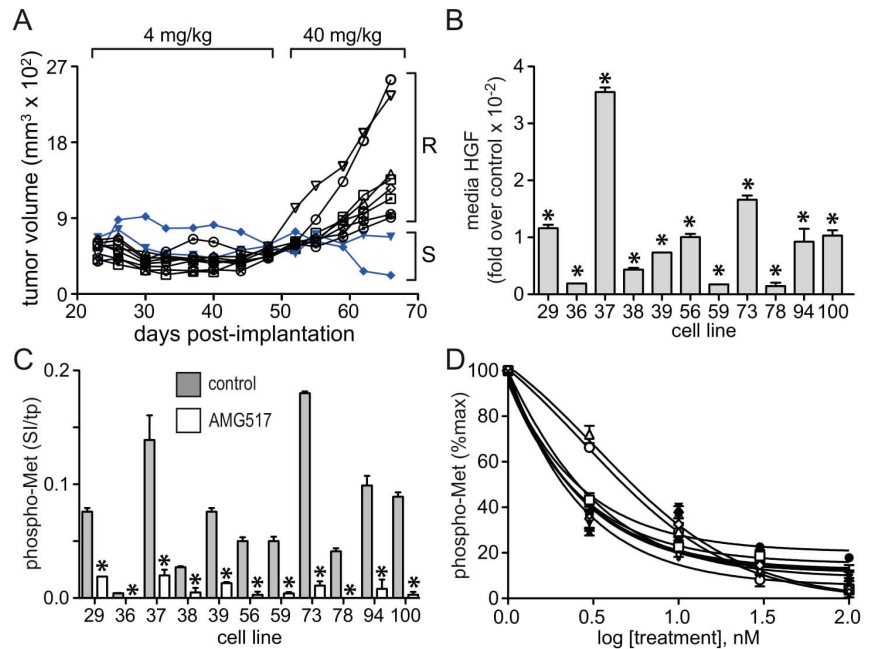 A
4 mg/kg
40 mg/kg
tumor volume (mm³ x 10²)
27
18
9
0
R
S
20 30 40 50 60 70
days post-implantation
B
media HGF
(fold over control x 10⁻²)
4
3
2
1
0
* * * * * * * * * * *
29 36 37 38 39 56 59 73 78 94 100
cell line
C
control
AMG517
phospho-Met (SI/tp)
0.2
0.1
0.0
* * * * * * * * * * *
29 36 37 38 39 56 59 73 78 94 100
cell line
D
phospho-Met (%max)
100
80
60
40
20
0
0.0 0.5 1.0 1.5 2.0
log [treatment], nM